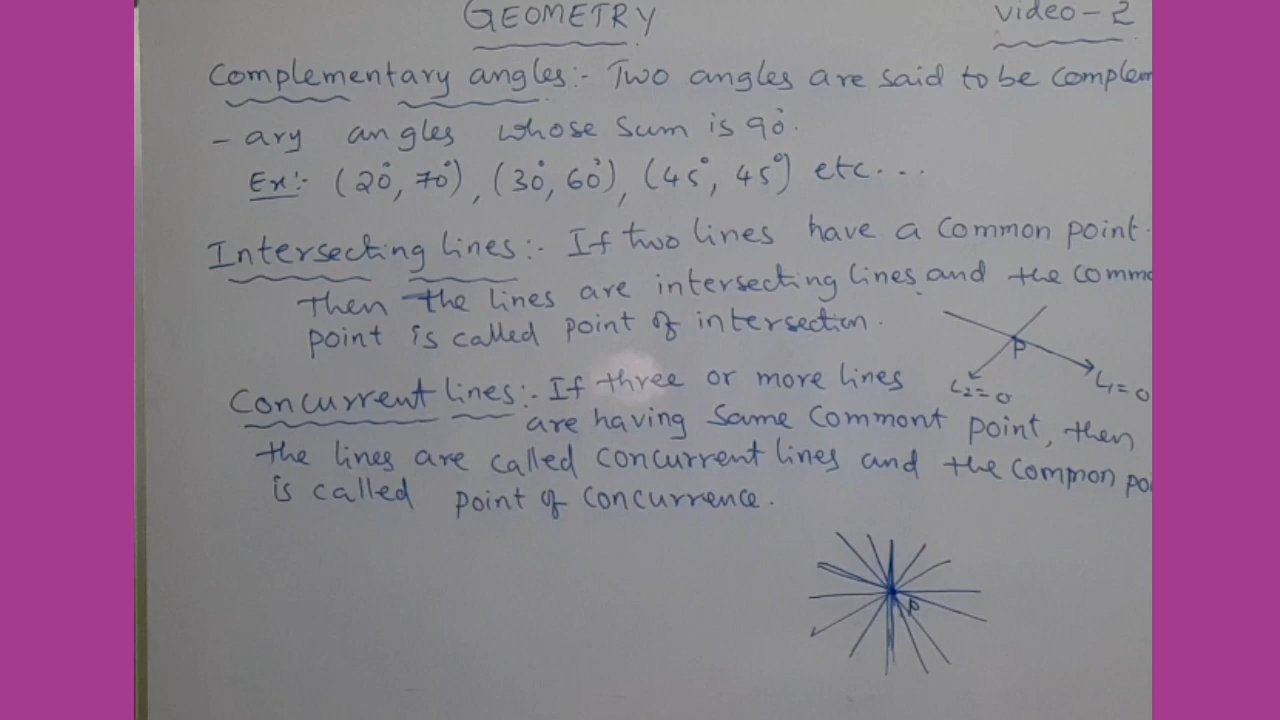 GEOMETRY
video - 2
Complementary angles:- Two angles are said to be complem
- ary angles whose sum is 90°.
Ex:- (20°, 70°), (30°, 60°), (45°, 45°) etc...
Intersecting lines:- If two lines have a common point.
Then the lines are intersecting lines and the commo
point is called point of intersection.
P
L2=0
L1=0
Concurrent lines:- If three or more lines
are having same commont point, then
the lines are called concurrent lines and the common poi
is called point of concurrence.
P